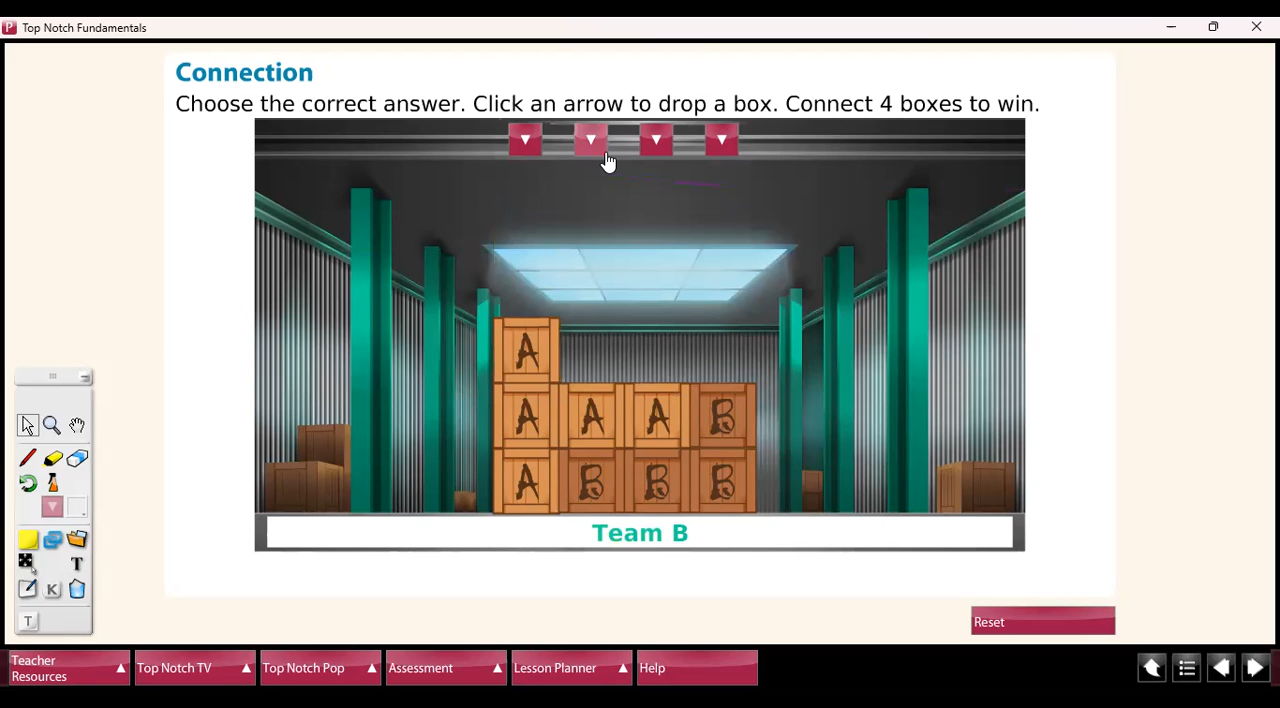 Top Notch Fundamentals
Connection
Choose the correct answer. Click an arrow to drop a box. Connect 4 boxes to win.
A
A A A B
A B B B
Team B
Reset
T
K
T
Teacher Resources
Top Notch TV
Top Notch Pop
Assessment
Lesson Planner
Help